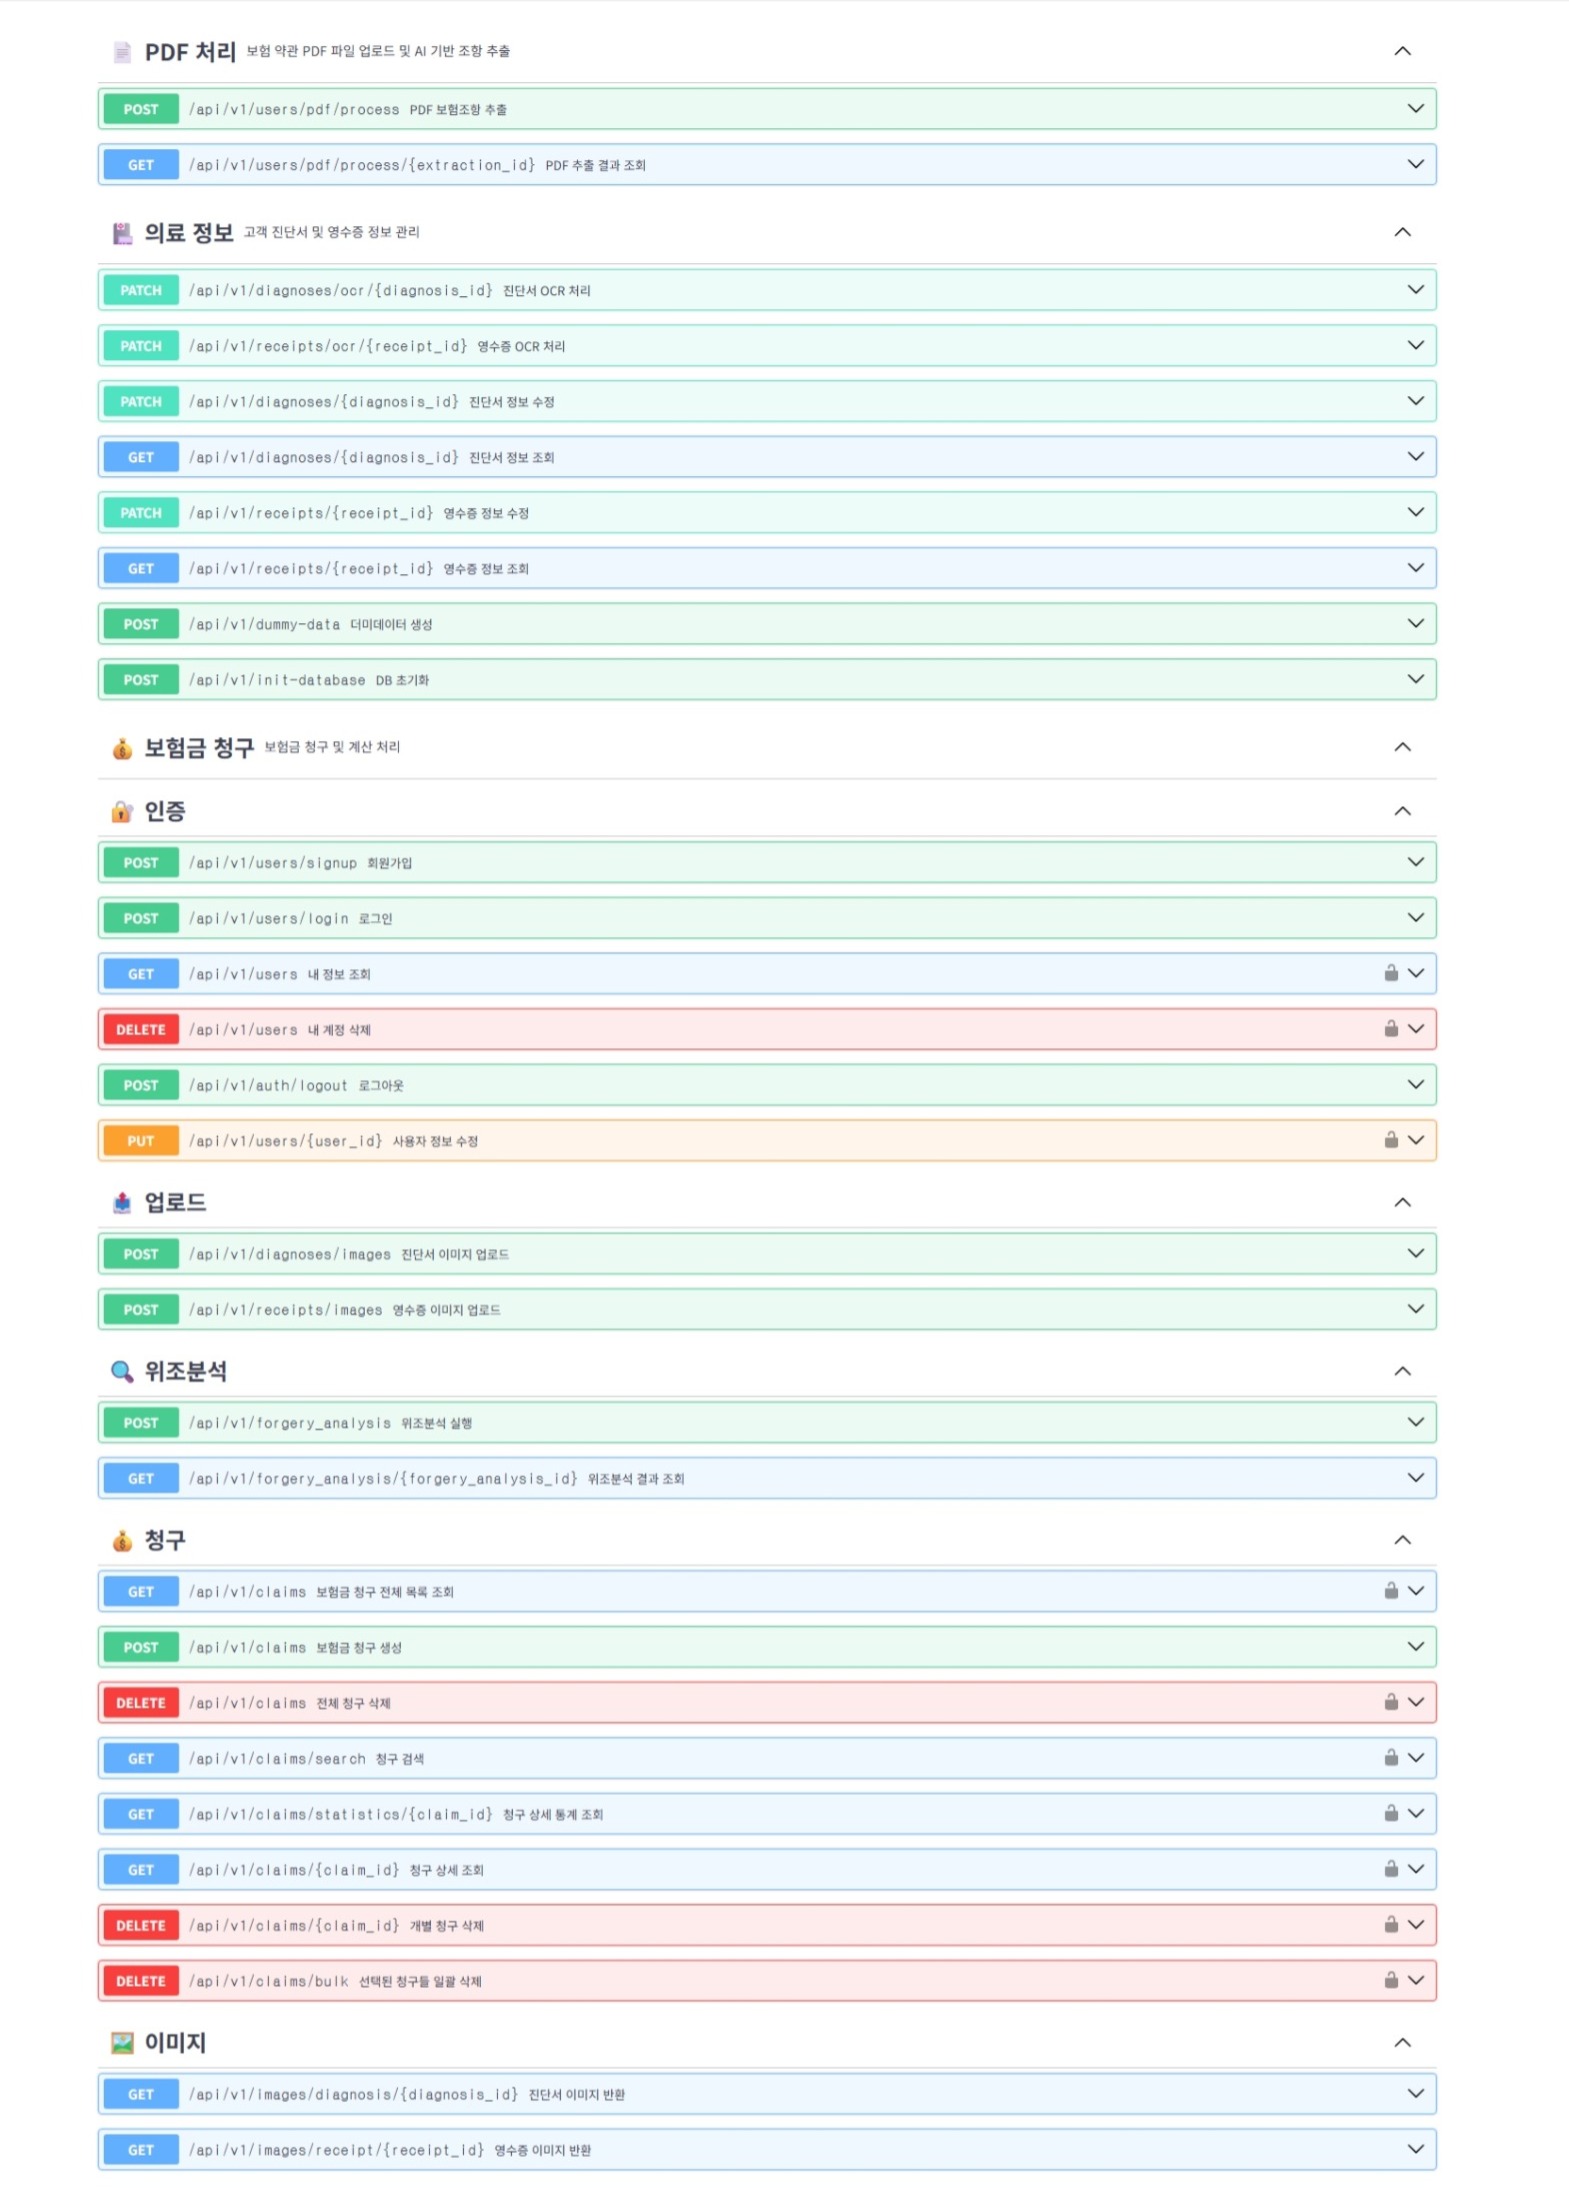 PDF 처리 보험 약관 PDF 파일 업로드 및 AI 기반 조항 추출
POST /api/v1/users/pdf/process PDF 보험조항 추출
GET /api/v1/users/pdf/process/{extraction_id} PDF 추출 결과 조회
의료 정보 고객 진단서 및 영수증 정보 관리
PATCH /api/v1/diagnoses/ocr/{diagnosis_id} 진단서 OCR 처리
PATCH /api/v1/receipts/ocr/{receipt_id} 영수증 OCR 처리
PATCH /api/v1/diagnoses/{diagnosis_id} 진단서 정보 수정
GET /api/v1/diagnoses/{diagnosis_id} 진단서 정보 조회
PATCH /api/v1/receipts/{receipt_id} 영수증 정보 수정
GET /api/v1/receipts/{receipt_id} 영수증 정보 조회
POST /api/v1/dummy-data 더미데이터 생성
POST /api/v1/init-database DB 초기화
보험금 청구 보험금 청구 및 계산 처리
인증
POST /api/v1/users/signup 회원가입
POST /api/v1/users/login 로그인
GET /api/v1/users 내 정보 조회
DELETE /api/v1/users 내 계정 삭제
POST /api/v1/auth/logout 로그아웃
PUT /api/v1/users/{user_id} 사용자 정보 수정
업로드
POST /api/v1/diagnoses/images 진단서 이미지 업로드
POST /api/v1/receipts/images 영수증 이미지 업로드
위조분석
POST /api/v1/forgery_analysis 위조분석 실행
GET /api/v1/forgery_analysis/{forgery_analysis_id} 위조분석 결과 조회
청구
GET /api/v1/claims 보험금 청구 전체 목록 조회
POST /api/v1/claims 보험금 청구 생성
DELETE /api/v1/claims 전체 청구 삭제
GET /api/v1/claims/search 청구 검색
GET /api/v1/claims/statistics/{claim_id} 청구 상세 통계 조회
GET /api/v1/claims/{claim_id} 청구 상세 조회
DELETE /api/v1/claims/{claim_id} 개별 청구 삭제
DELETE /api/v1/claims/bulk 선택된 청구들 일괄 삭제
이미지
GET /api/v1/images/diagnosis/{diagnosis_id} 진단서 이미지 반환
GET /api/v1/images/receipt/{receipt_id} 영수증 이미지 반환